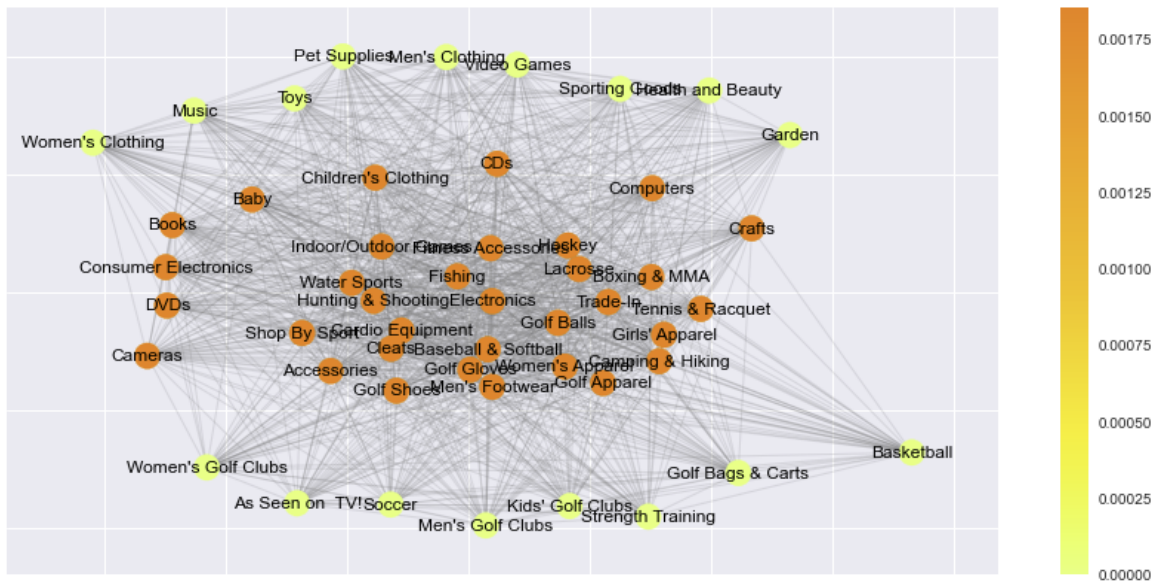 Pet Supplies
Men's Clothing
Video Games
Sporting Goods
Health and Beauty
Toys
Music
Women's Clothing
Garden
CDs
Children's Clothing
Computers
Baby
Books
Crafts
Indoor/Outdoor Games
Fitness Accessories
Hockey
Consumer Electronics
Fishing
Lacrosse
Boxing & MMA
Water Sports
Hunting & Shooting
Electronics
Trade-In
DVDs
Tennis & Racquet
Shop By Sport
Cardio Equipment
Golf Balls
Girls' Apparel
Cleats
Baseball & Softball
Cameras
Accessories
Golf Gloves
Women's Apparel
Camping & Hiking
Golf Shoes
Men's Footwear
Golf Apparel
Basketball
Women's Golf Clubs
Golf Bags & Carts
As Seen on TV!
Soccer
Kids' Golf Clubs
Men's Golf Clubs
Strength Training
0.00175
0.00150
0.00125
0.00100
0.00075
0.00050
0.00025
0.00000